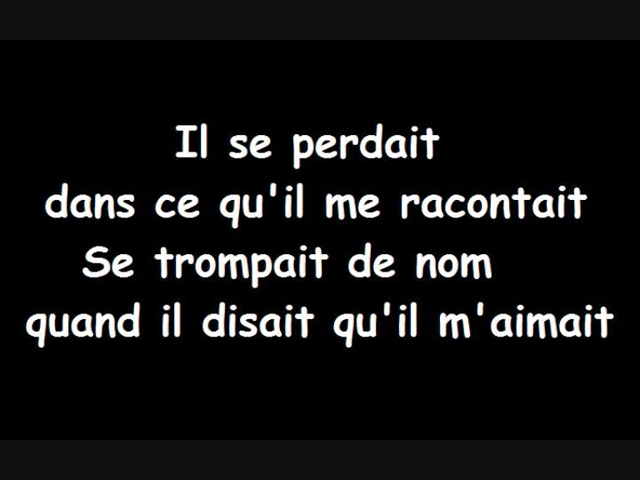 Il se perdait
dans ce qu'il me racontait
Se trompait de nom
quand il disait qu'il m'aimait